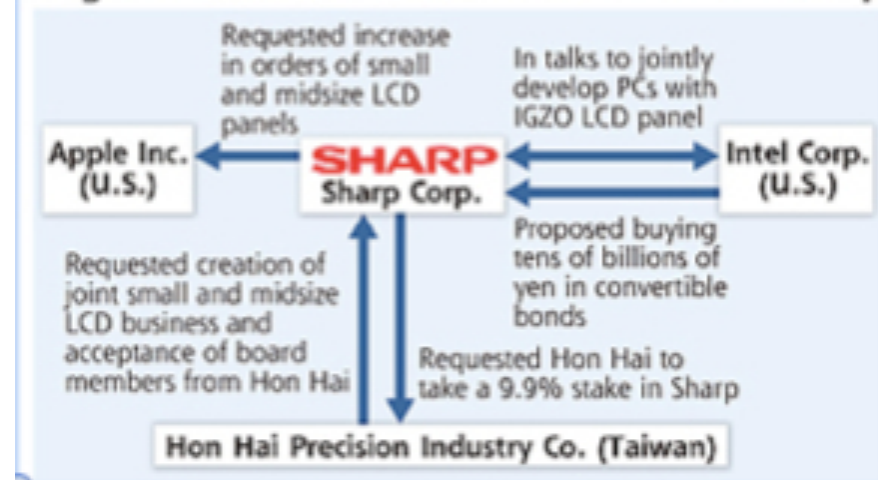 Requested increase
in orders of small
and midsize LCD
panels
In talks to jointly
develop PCs with
IGZO LCD panel
Apple Inc.
(U.S.)
SHARP
Sharp Corp.
Intel Corp.
(U.S.)
Proposed buying
tens of billions of
yen in convertible
bonds
Requested creation of
joint small and midsize
LCD business and
acceptance of board
members from Hon Hai
Requested Hon Hai to
take a 9.9% stake in Sharp
Hon Hai Precision Industry Co. (Taiwan)